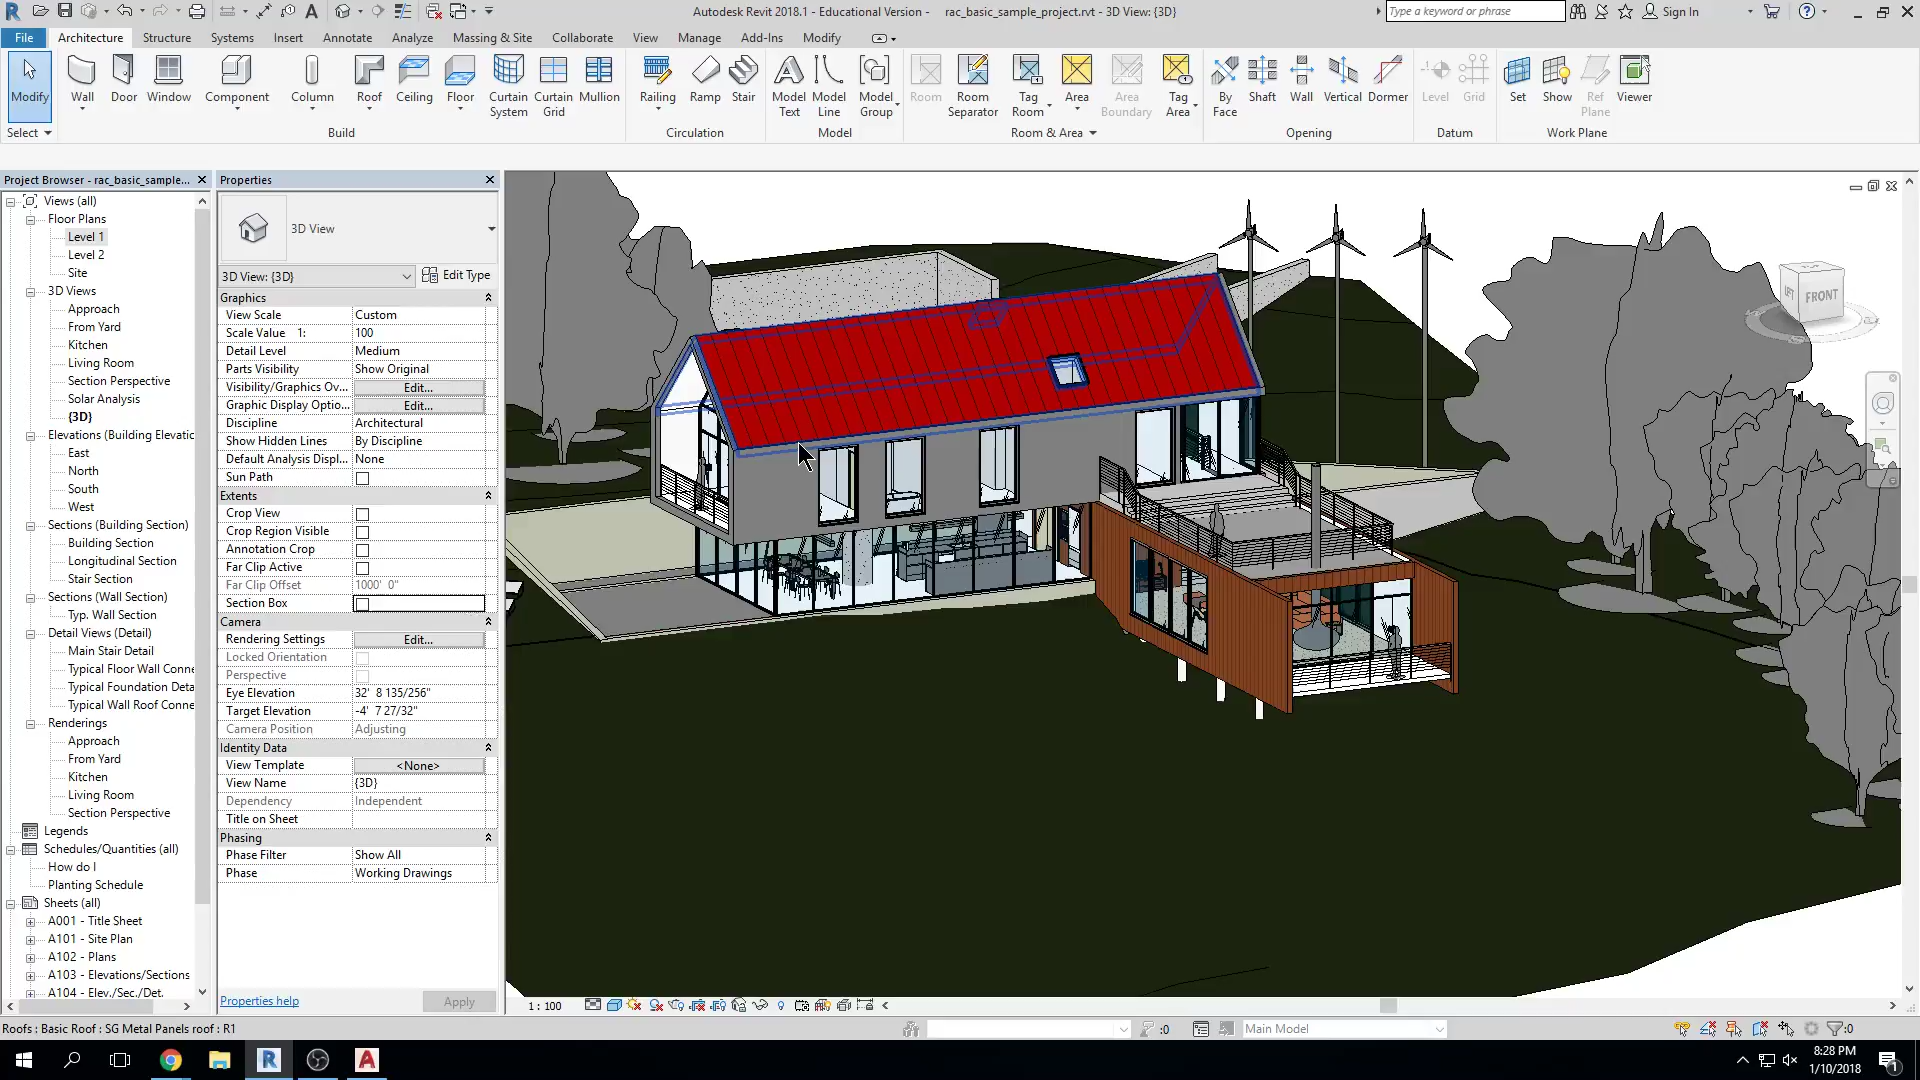 Autodesk Revit 2018.1 - Educational Version - rac_basic_sample_project.rvt - 3D View: {3D}
Type a keyword or phrase
Sign In
File Architecture Structure Systems Insert Annotate Analyze Massing & Site Collaborate View Manage Add-Ins Modify
Modify Wall Door Window Component Column Roof Ceiling Floor Curtain System Curtain Grid Mullion Railing Ramp Stair Model Text Model Line Model Group Room Room Separator Tag Room Area Area Boundary Tag Area By Face Shaft Wall Vertical Dormer Level Grid Set Show Ref Plane Viewer
Select Build Circulation Model Room & Area Opening Datum Work Plane
Project Browser - rac_basic_sample...
Views (all)
Floor Plans
Level 1
Level 2
Site
3D Views
Approach
From Yard
Kitchen
Living Room
Section Perspective
Solar Analysis
{3D}
Elevations (Building Elevatic
East
North
South
West
Sections (Building Section)
Building Section
Longitudinal Section
Stair Section
Sections (Wall Section)
Typ. Wall Section
Detail Views (Detail)
Main Stair Detail
Typical Floor Wall Conne
Typical Foundation Deta
Typical Wall Roof Conne
Renderings
Approach
From Yard
Kitchen
Living Room
Section Perspective
Legends
Schedules/Quantities (all)
How do I
Planting Schedule
Sheets (all)
A001 - Title Sheet
A101 - Site Plan
A102 - Plans
A103 - Elevations/Sections
A104 - Elev./Sec./Det.
Properties
3D View
3D View: {3D} Edit Type
Graphics
View Scale Custom
Scale Value 1: 100
Detail Level Medium
Parts Visibility Show Original
Visibility/Graphics Ov... Edit...
Graphic Display Optio... Edit...
Discipline Architectural
Show Hidden Lines By Discipline
Default Analysis Displ... None
Sun Path
Extents
Crop View
Crop Region Visible
Annotation Crop
Far Clip Active
Far Clip Offset 1000' 0"
Section Box
Camera
Rendering Settings Edit...
Locked Orientation
Perspective
Eye Elevation 32' 8 135/256"
Target Elevation -4' 7 27/32"
Camera Position Adjusting
Identity Data
View Template <None>
View Name {3D}
Dependency Independent
Title on Sheet
Phasing
Phase Filter Show All
Phase Working Drawings
Properties help Apply
LEFT FRONT
1 : 100
Roofs : Basic Roof : SG Metal Panels roof : R1
:0
Main Model
:0
8:28 PM
1/10/2018
1